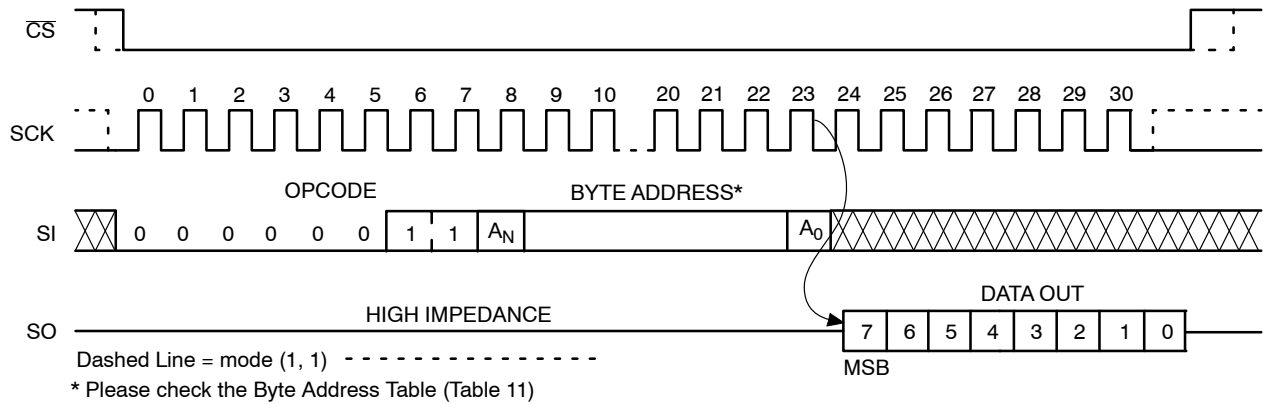 CS
SCK
0 1 2 3 4 5 6 7 8 9 10 20 21 22 23 24 25 26 27 28 29 30
OPCODE
BYTE ADDRESS*
SI
0 0 0 0 0 0 1 1 AN A0
DATA OUT
HIGH IMPEDANCE
SO
7 6 5 4 3 2 1 0
Dashed Line = mode (1, 1)
MSB
* Please check the Byte Address Table (Table 11)